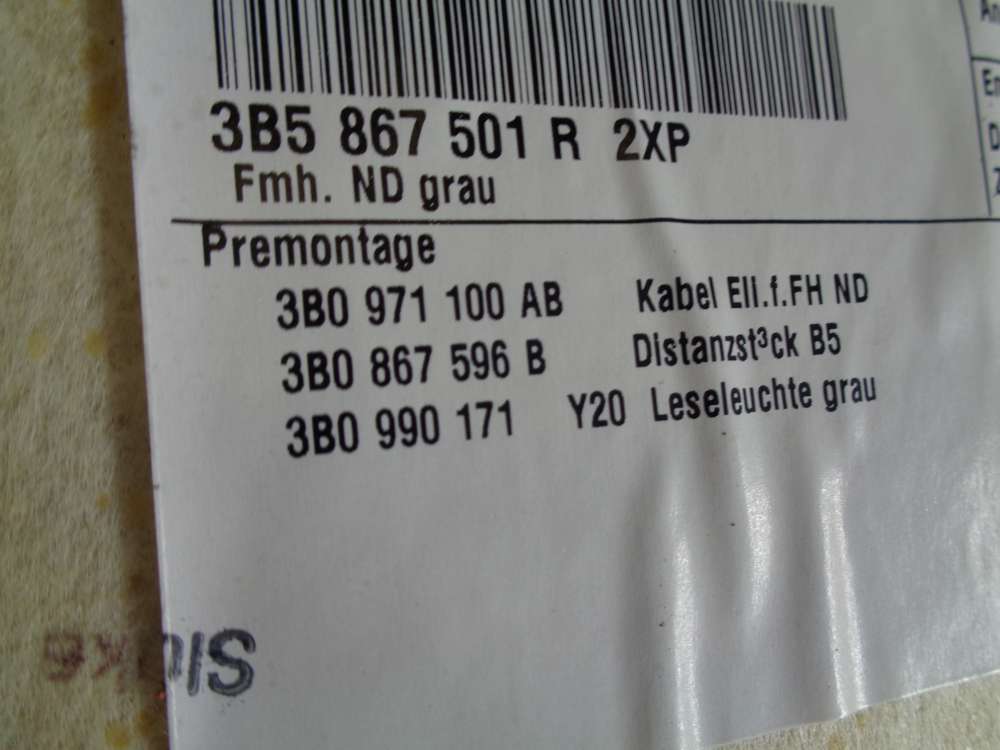 3B5 867 501 R 2XP
Fmh. ND grau
Premontage
3B0 971 100 AB Kabel Ell.f.FH ND
3B0 867 596 B Distanzst³ck B5
3B0 990 171 Y20 Leseleuchte grau